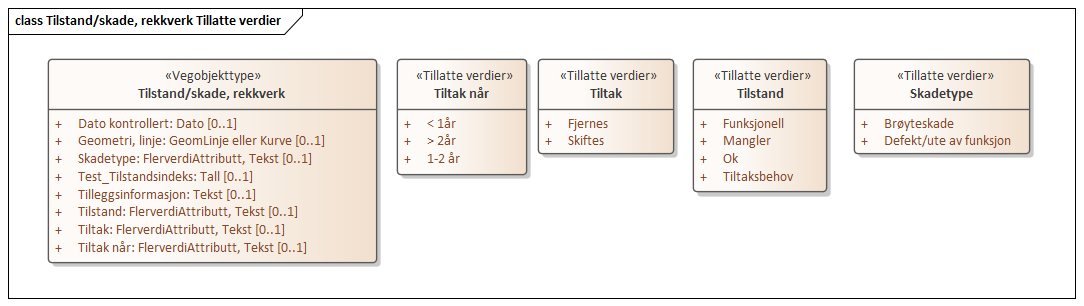 class Tilstand/skade, rekkverk Tillatte verdier
«Vegobjekttype»
Tilstand/skade, rekkverk
+ Dato kontrollert: Dato [0..1]
+ Geometri, linje: GeomLinje eller Kurve [0..1]
+ Skadetype: FlerverdiAttributt, Tekst [0..1]
+ Test_Tilstandsindeks: Tall [0..1]
+ Tilleggsinformasjon: Tekst [0..1]
+ Tilstand: FlerverdiAttributt, Tekst [0..1]
+ Tiltak: FlerverdiAttributt, Tekst [0..1]
+ Tiltak når: FlerverdiAttributt, Tekst [0..1]
«Tillatte verdier»
Tiltak når
+ < 1år
+ > 2år
+ 1-2 år
«Tillatte verdier»
Tiltak
+ Fjernes
+ Skiftes
«Tillatte verdier»
Tilstand
+ Funksjonell
+ Mangler
+ Ok
+ Tiltaksbehov
«Tillatte verdier»
Skadetype
+ Brøyteskade
+ Defekt/ute av funksjon